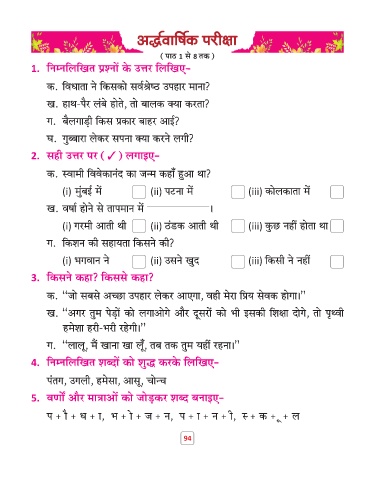 अर्द्धवार्षिक परीक्षा
( पाठ 1 से 8 तक )
1. निम्नलिखित प्रश्नों के उत्तर लिखिए-
क. विधाता ने किसको सर्वश्रेष्ठ उपहार माना?
ख. हाथ-पैर लंबे होते, तो बालक क्या करता?
ग. बैलगाड़ी किस प्रकार बाहर आई?
घ. गुब्बारा लेकर सपना क्या करने लगी?
2. सही उत्तर पर ( ✓ ) लगाइए-
क. स्वामी विवेकानंद का जन्म कहाँ हुआ था?
(i) मुंबई में (ii) पटना में (iii) कोलकाता में
ख. वर्षा होने से तापमान में ————— ।
(i) गरमी आती थी (ii) ठंडक आती थी (iii) कुछ नहीं होता था
ग. किशन की सहायता किसने की?
(i) भगवान ने (ii) उसने खुद (iii) किसी ने नहीं
3. किसने कहा? किससे कहा?
क. “जो सबसे अच्छा उपहार लेकर आएगा, वही मेरा प्रिय सेवक होगा।”
ख. “अगर तुम पेड़ों को लगाओगे और दूसरों को भी इसकी शिक्षा दोगे, तो पृथ्वी
हमेशा हरी-भरी रहेगी।”
ग. “लालू, मैं खाना खा लूँ, तब तक तुम यहीं रहना।”
4. निम्नलिखित शब्दों को शुद्ध करके लिखिए-
पंतग, उगली, हमेसा, आसू, चोन्च
5. वर्णों और मात्राओं को जोड़कर शब्द बनाइए-
प + ौ + ध + ा, भ + ो + ज + न, प + ा + न + ी, स + क + ू + ल
94